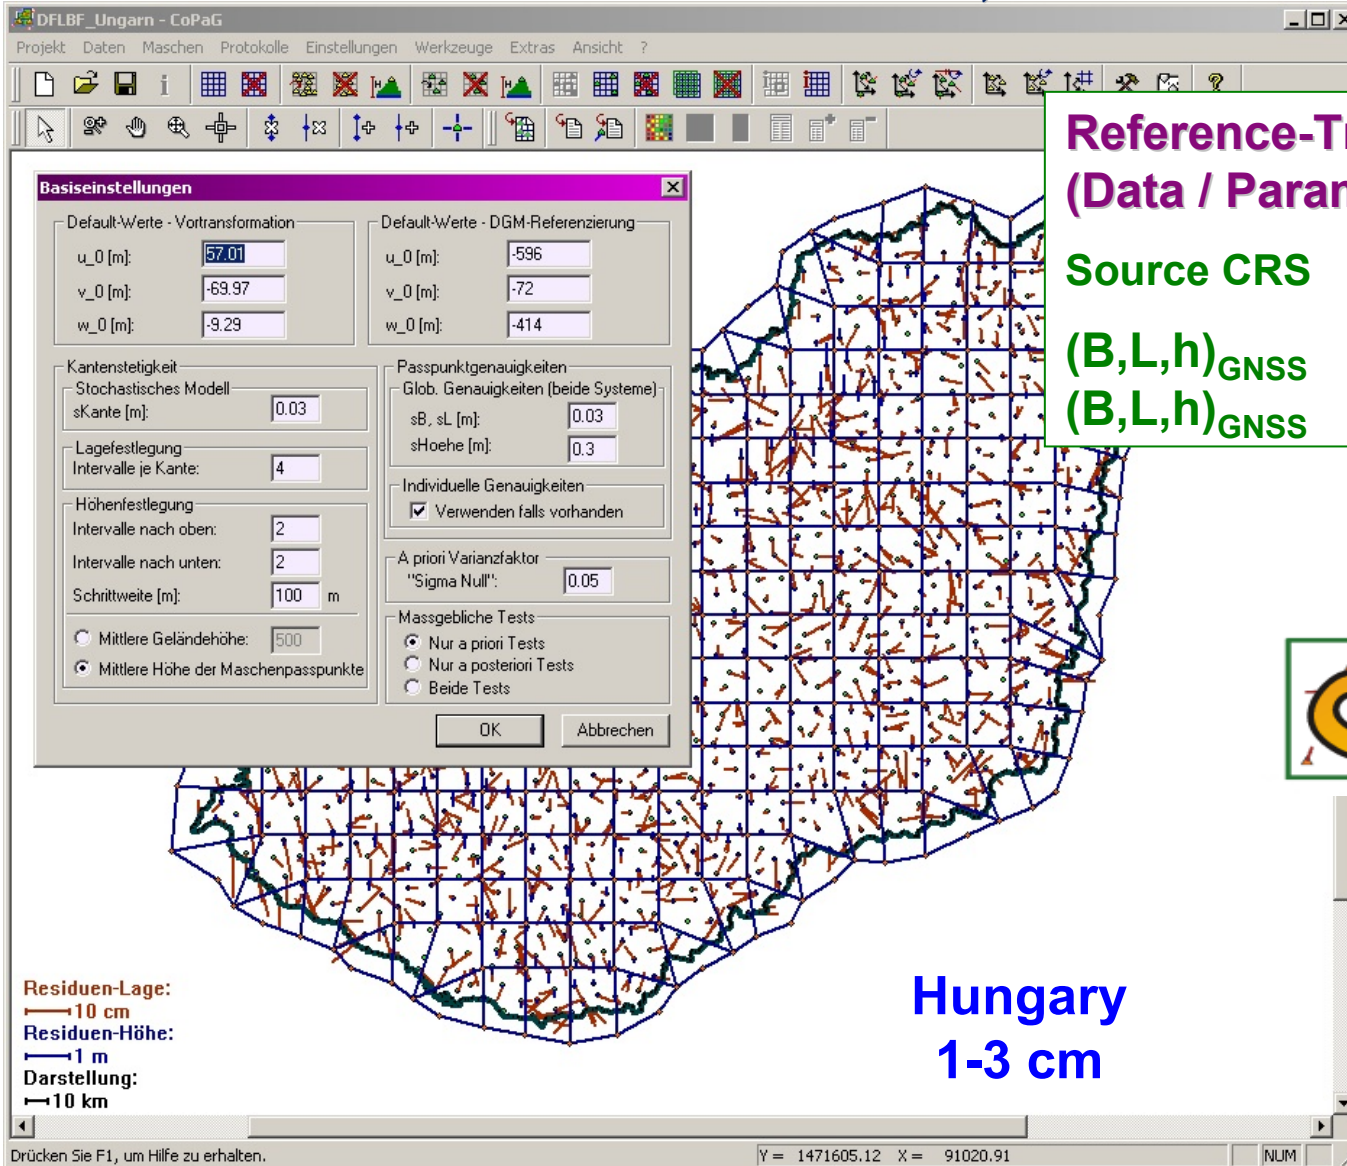 DFLBF_Ungarn - CoPaG
Projekt Daten Maschen Protokolle Einstellungen Werkzeuge Extras Ansicht ?
Basiseinstellungen
Default-Werte - Vortransformation
u_0 [m]: 57.01
v_0 [m]: -69.97
w_0 [m]: -9.29
Default-Werte - DGM-Referenzierung
u_0 [m]: -596
v_0 [m]: -72
w_0 [m]: -414
Kantenstetigkeit
Stochastisches Modell
sKante [m]: 0.03
Lagefestlegung
Intervalle je Kante: 4
Höhenfestlegung
Intervalle nach oben: 2
Intervalle nach unten: 2
Schrittweite [m]: 100 m
Mittlere Geländehöhe: 500
Mittlere Höhe der Maschenpasspunkte
Passpunktgenauigkeiten
Glob. Genauigkeiten (beide Systeme)
sB, sL [m]: 0.03
sHoehe [m]: 0.3
Individuelle Genauigkeiten
Verwenden falls vorhanden
A priori Varianzfaktor
"Sigma Null": 0.05
Massgebliche Tests
Nur a priori Tests
Nur a posteriori Tests
Beide Tests
OK Abbrechen
Reference-Tr
(Data / Param
Source CRS
(B,L,h)GNSS
(B,L,h)GNSS
Residuen-Lage:
10 cm
Residuen-Höhe:
1 m
Darstellung:
10 km
Hungary
1-3 cm
Drücken Sie F1, um Hilfe zu erhalten.
Y = 1471605.12 X = 91020.91
NUM